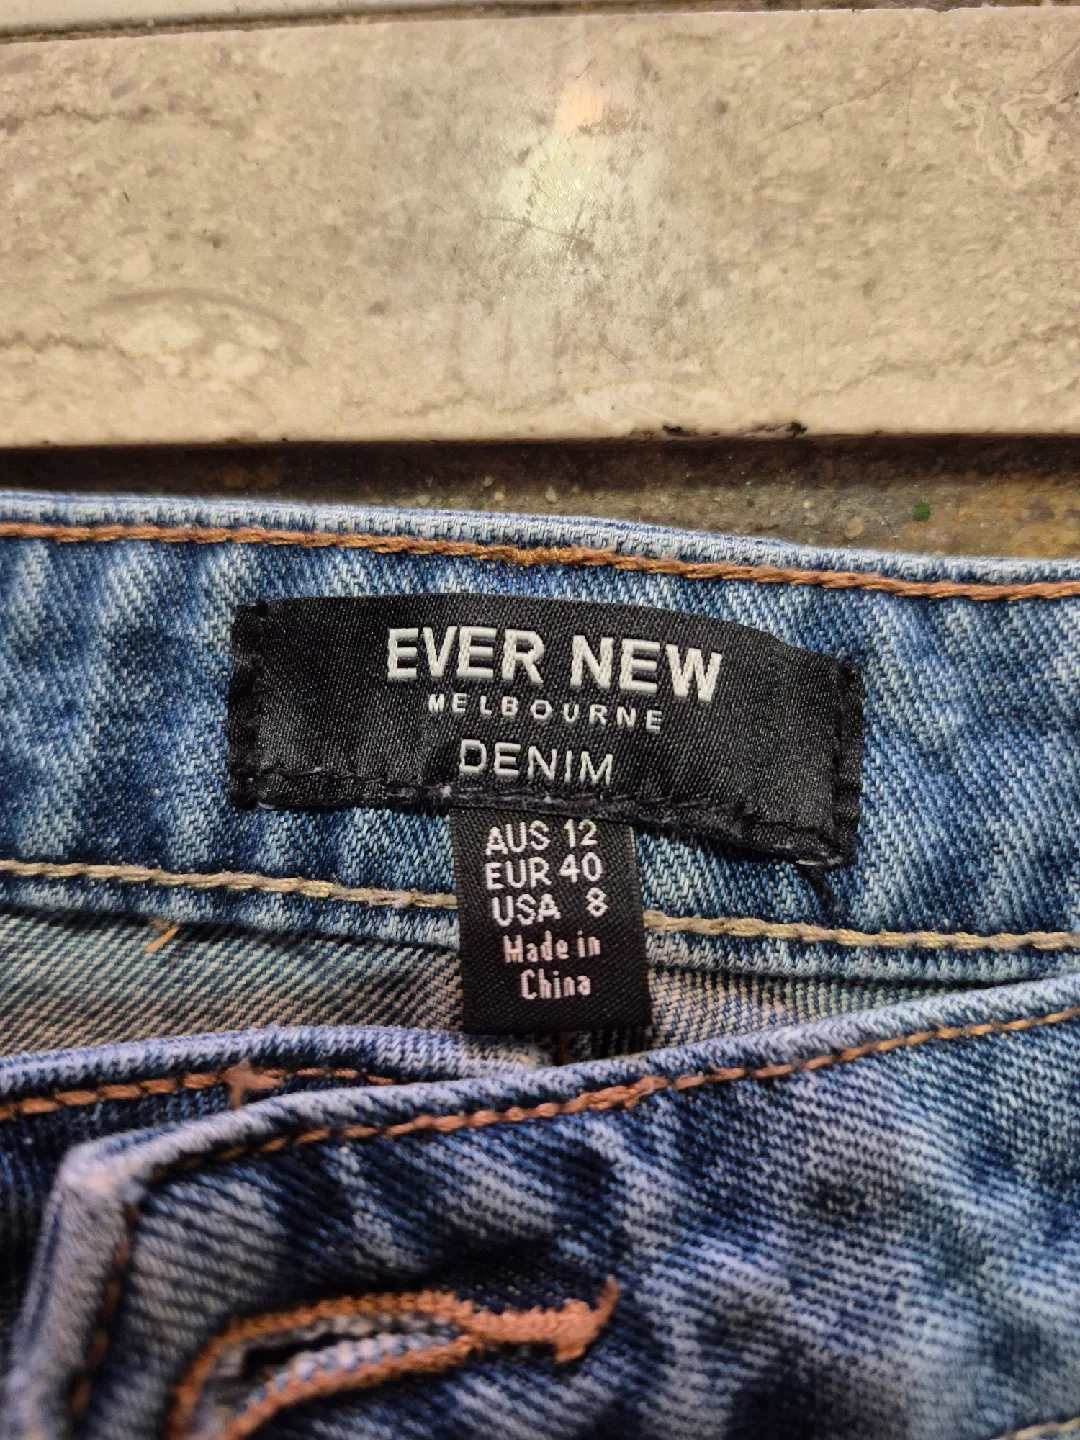 EVER NEW
MELBOURNE
DENIM
AUS 12
EUR 40
USA 8
Made in
China